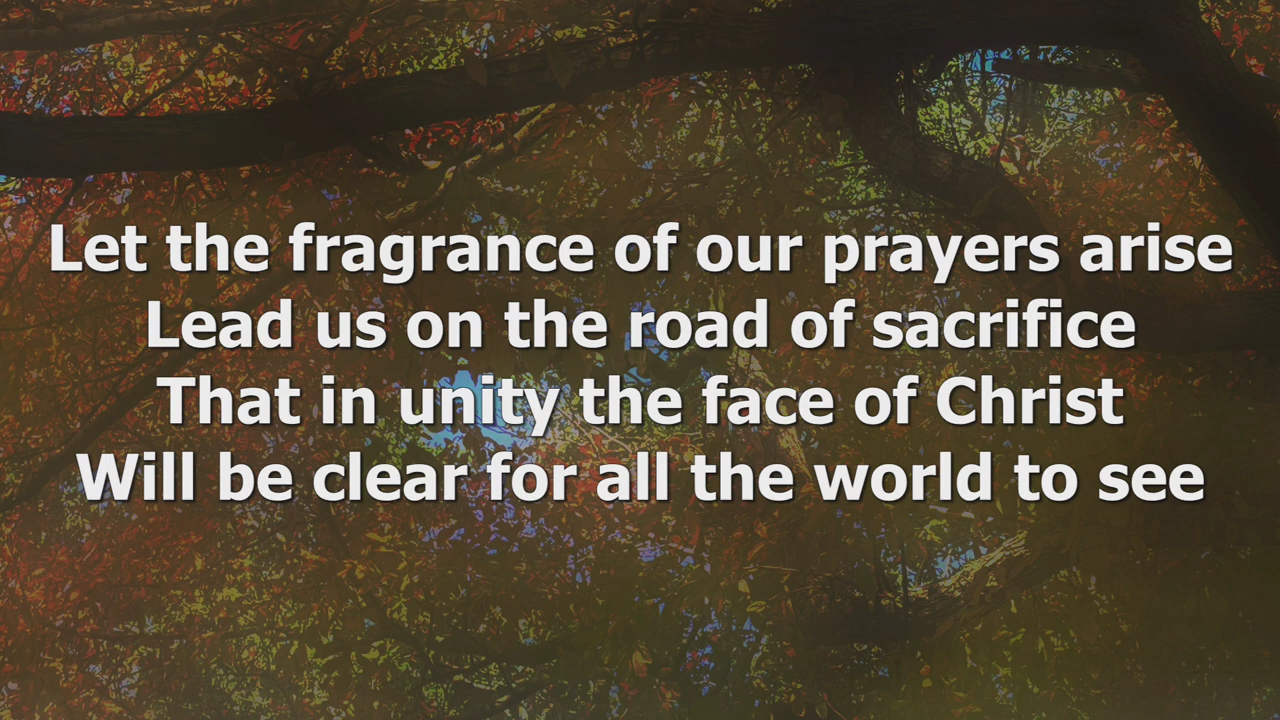 Let the fragrance of our prayers arise
Lead us on the road of sacrifice
That in unity the face of Christ
Will be clear for all the world to see